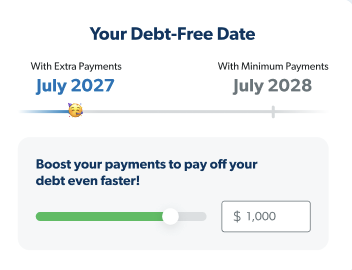 Your Debt-Free Date
With Extra Payments
July 2027
With Minimum Payments
July 2028
Boost your payments to pay off your
debt even faster!
$ 1,000